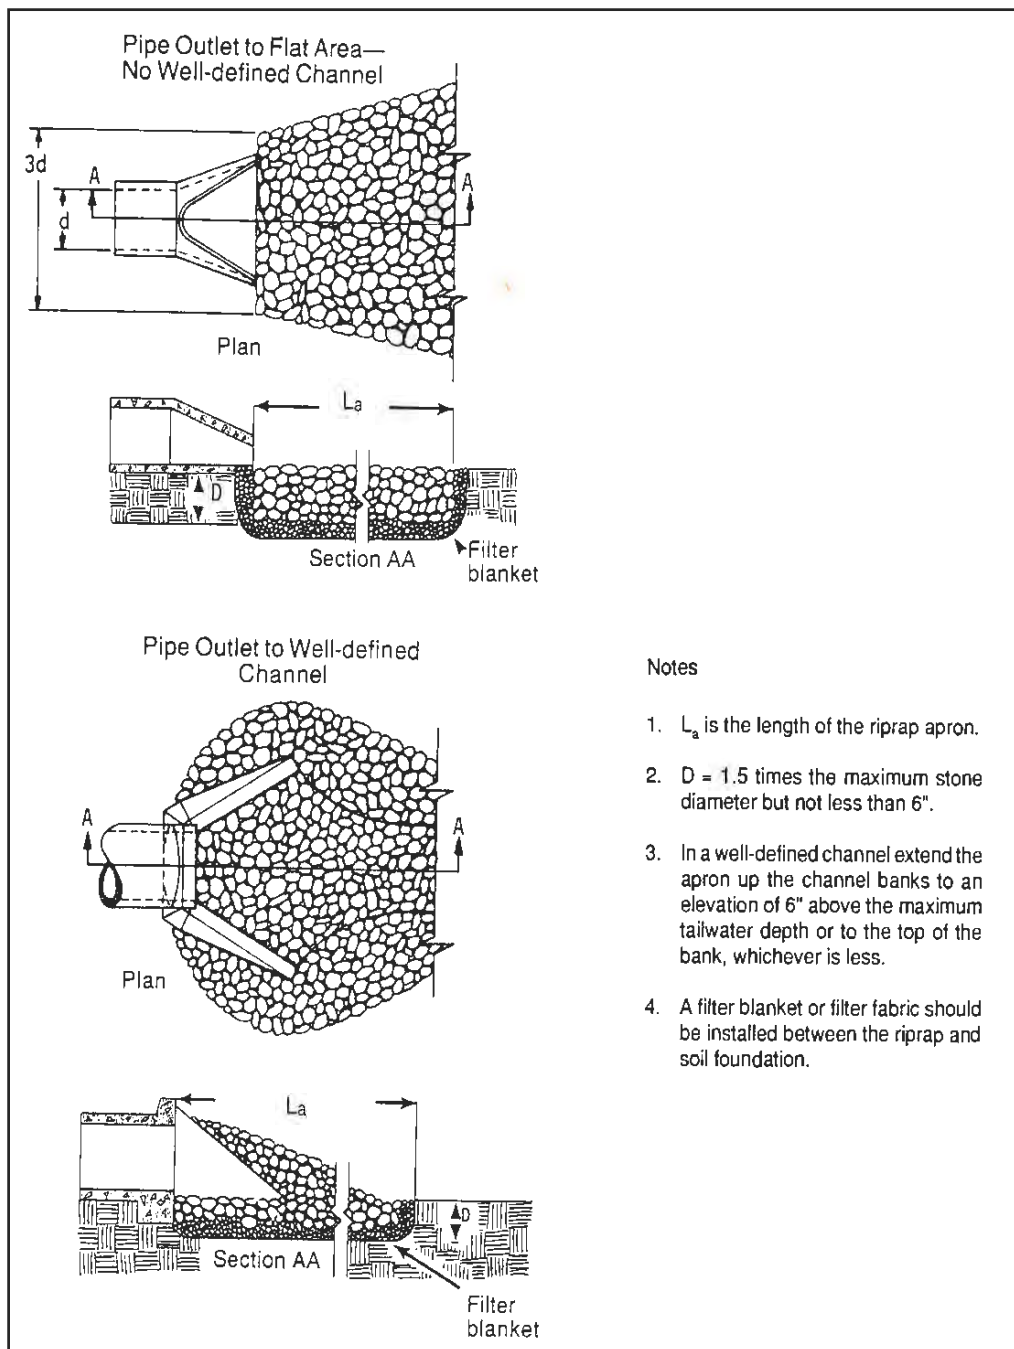 Pipe Outlet to Flat Area—
No Well-defined Channel
3d
A
A
d
Plan
La
D
Section AA
Filter
blanket
Pipe Outlet to Well-defined
Channel
A
A
Plan
La
D
Section AA
Filter
blanket
Notes
1. La is the length of the riprap apron.
2. D = 1.5 times the maximum stone
diameter but not less than 6".
3. In a well-defined channel extend the
apron up the channel banks to an
elevation of 6" above the maximum
tailwater depth or to the top of the
bank, whichever is less.
4. A filter blanket or filter fabric should
be installed between the riprap and
soil foundation.